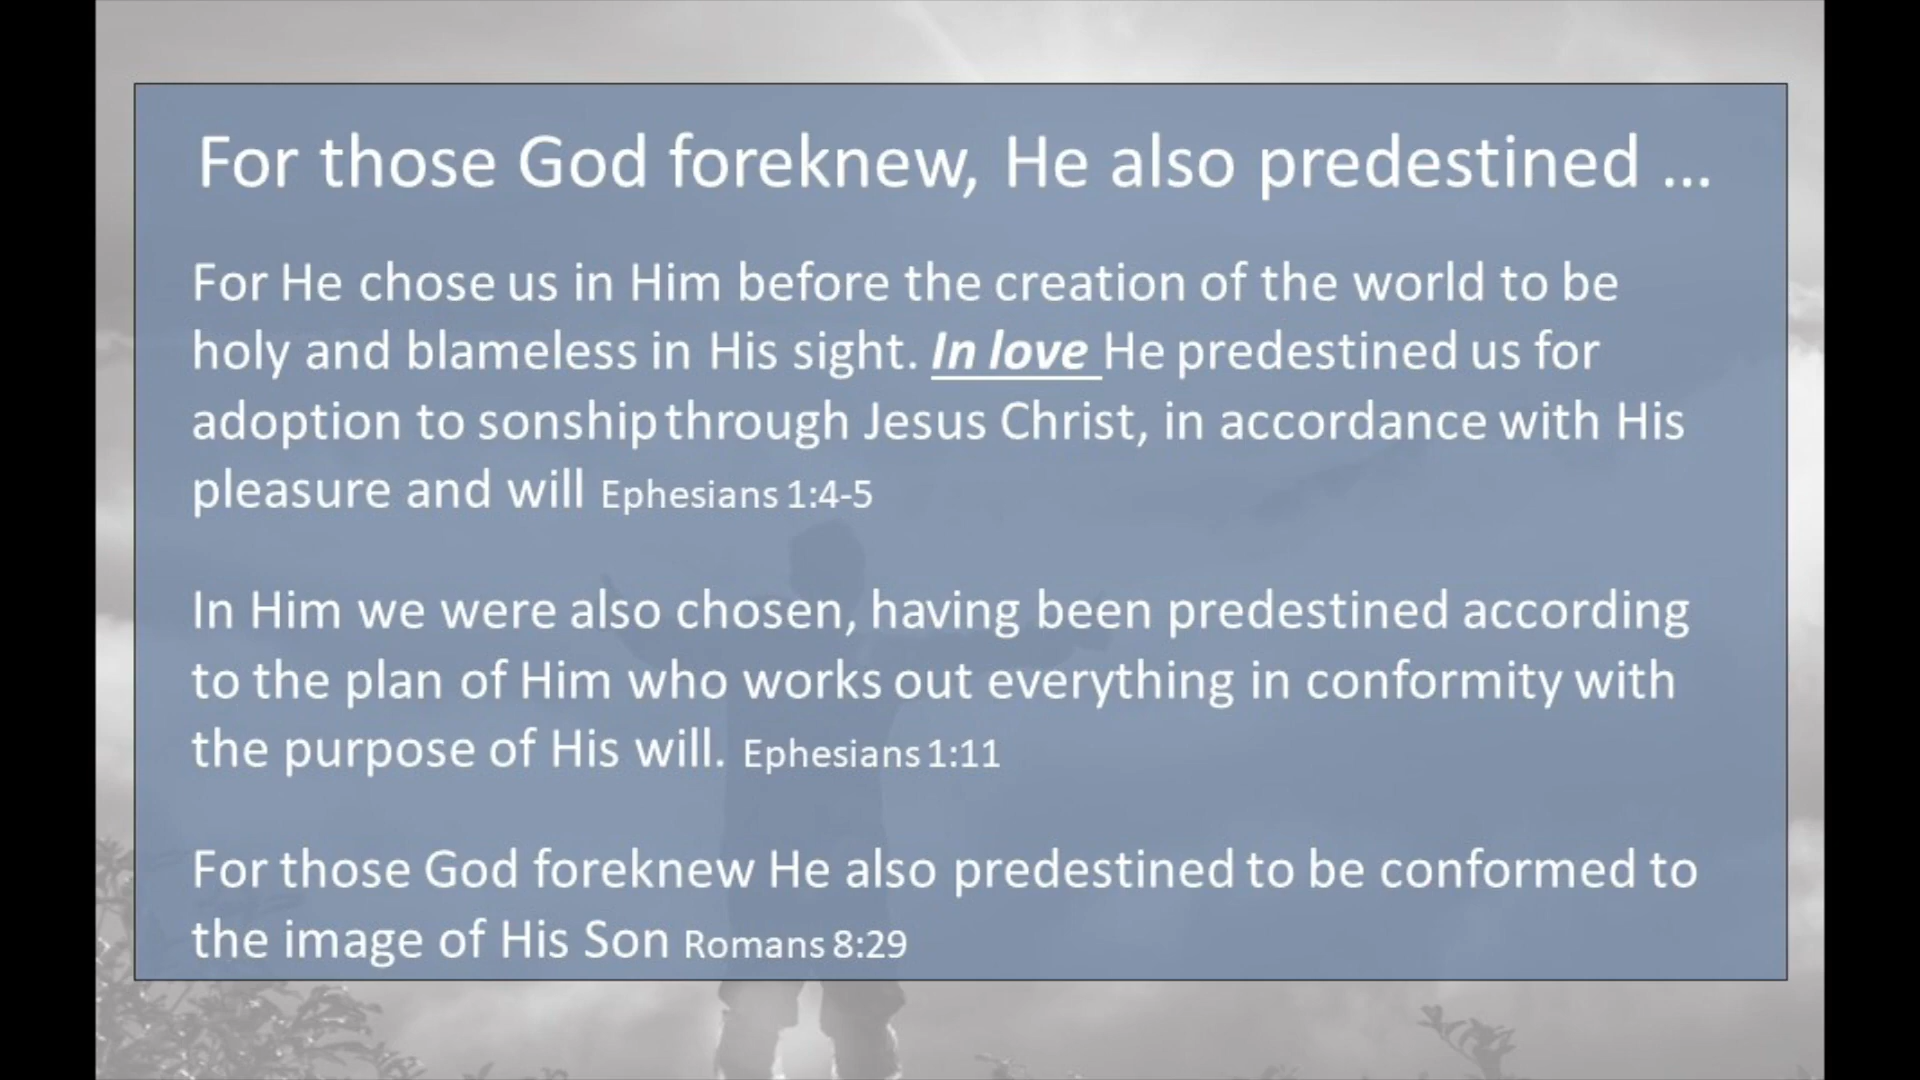 For those God foreknew, He also predestined ...
For He chose us in Him before the creation of the world to be
holy and blameless in His sight. In love He predestined us for
adoption to sonship through Jesus Christ, in accordance with His
pleasure and will Ephesians 1:4-5
In Him we were also chosen, having been predestined according
to the plan of Him who works out everything in conformity with
the purpose of His will. Ephesians 1:11
For those God foreknew He also predestined to be conformed to
the image of His Son Romans 8:29